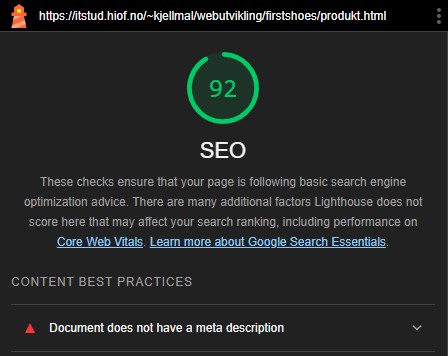 https://itstud.hiof.no/~kjellmal/webutvikling/firstshoes/produkt.html
92
SEO
These checks ensure that your page is following basic search engine
optimization advice. There are many additional factors Lighthouse does not
score here that may affect your search ranking, including performance on
Core Web Vitals. Learn more about Google Search Essentials.
CONTENT BEST PRACTICES
Document does not have a meta description